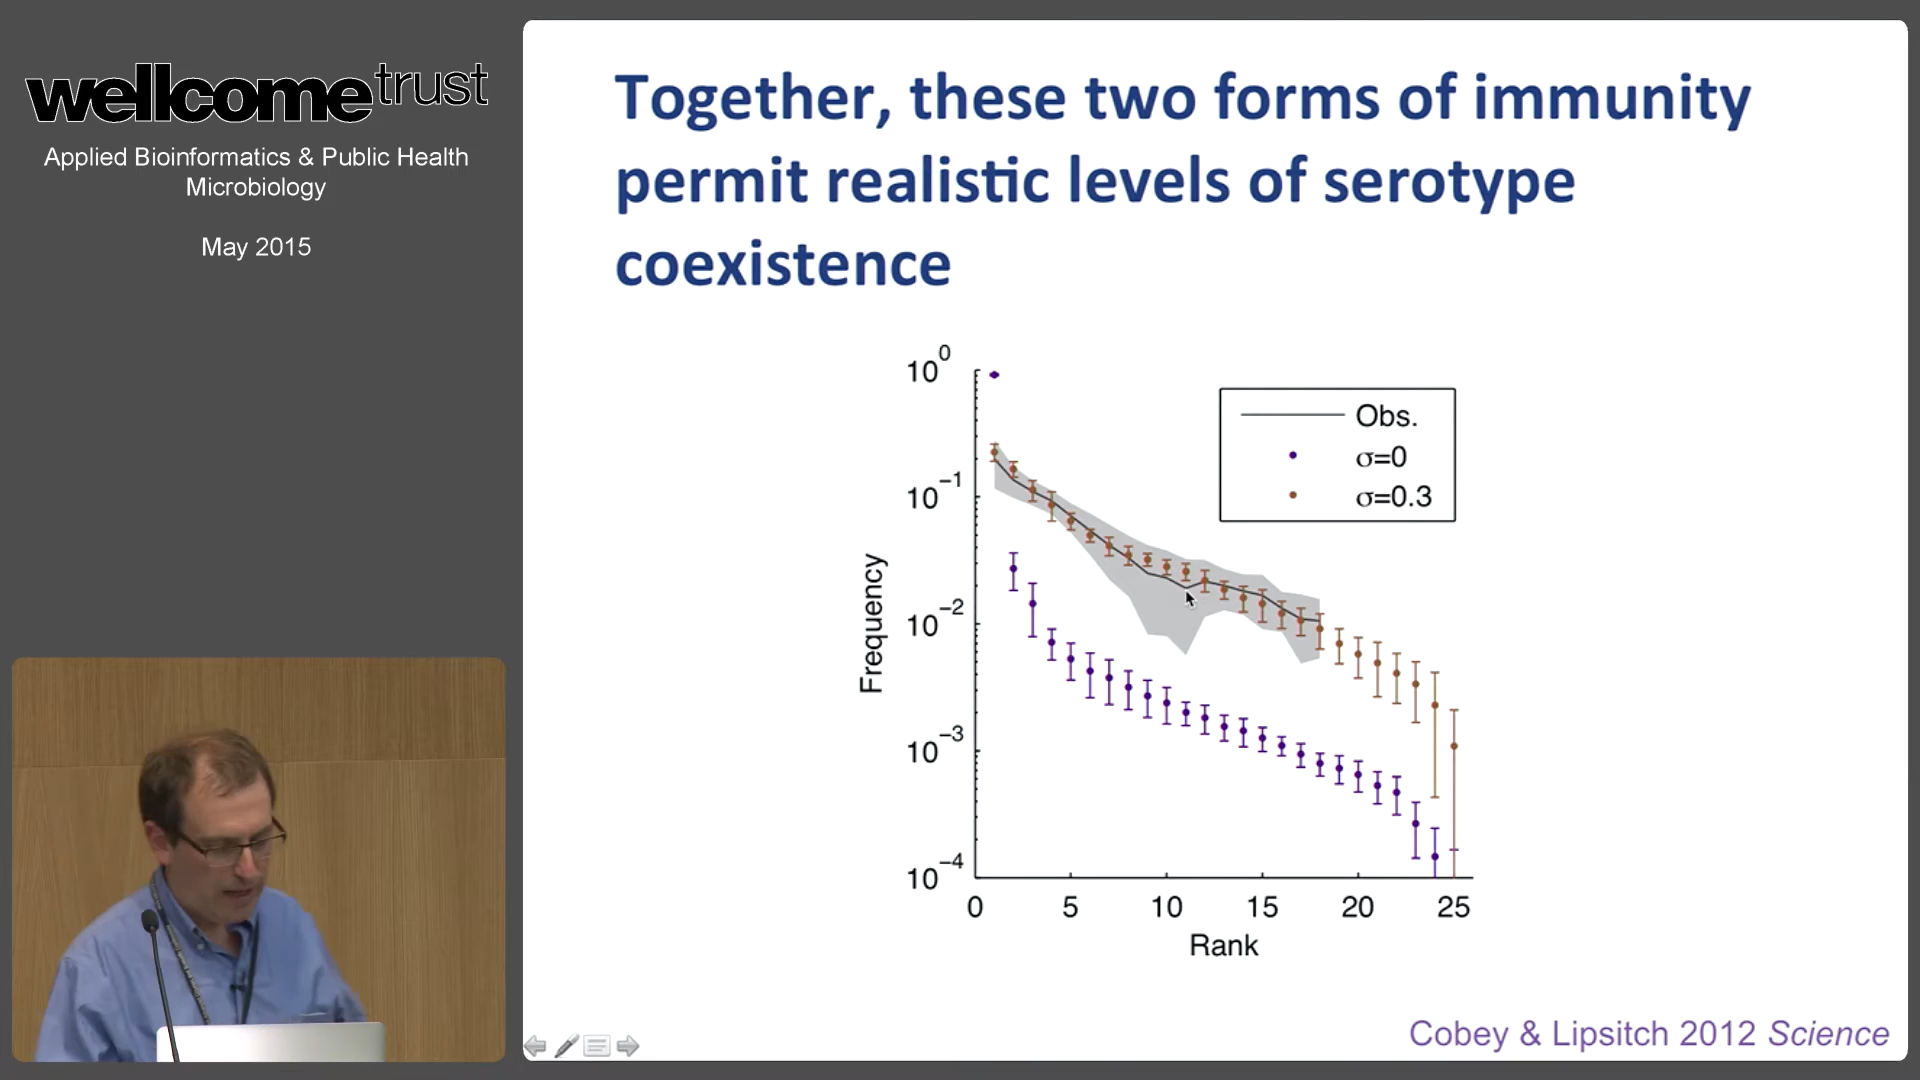 wellcometrust
Applied Bioinformatics & Public Health
Microbiology
May 2015
Together, these two forms of immunity
permit realistic levels of serotype
coexistence
10^0
10^−1
10^−2
10^−3
10^−4
Frequency
Obs.
σ=0
σ=0.3
0 5 10 15 20 25
Rank
Cobey & Lipsitch 2012 Science